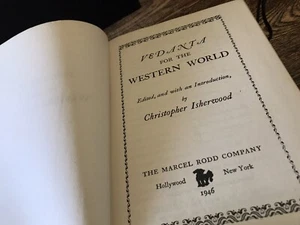 VEDANTA
FOR THE
WESTERN WORLD
Edited, and with an Introduction,
by
Christopher Isherwood
THE MARCEL RODD COMPANY
Hollywood New York
1946